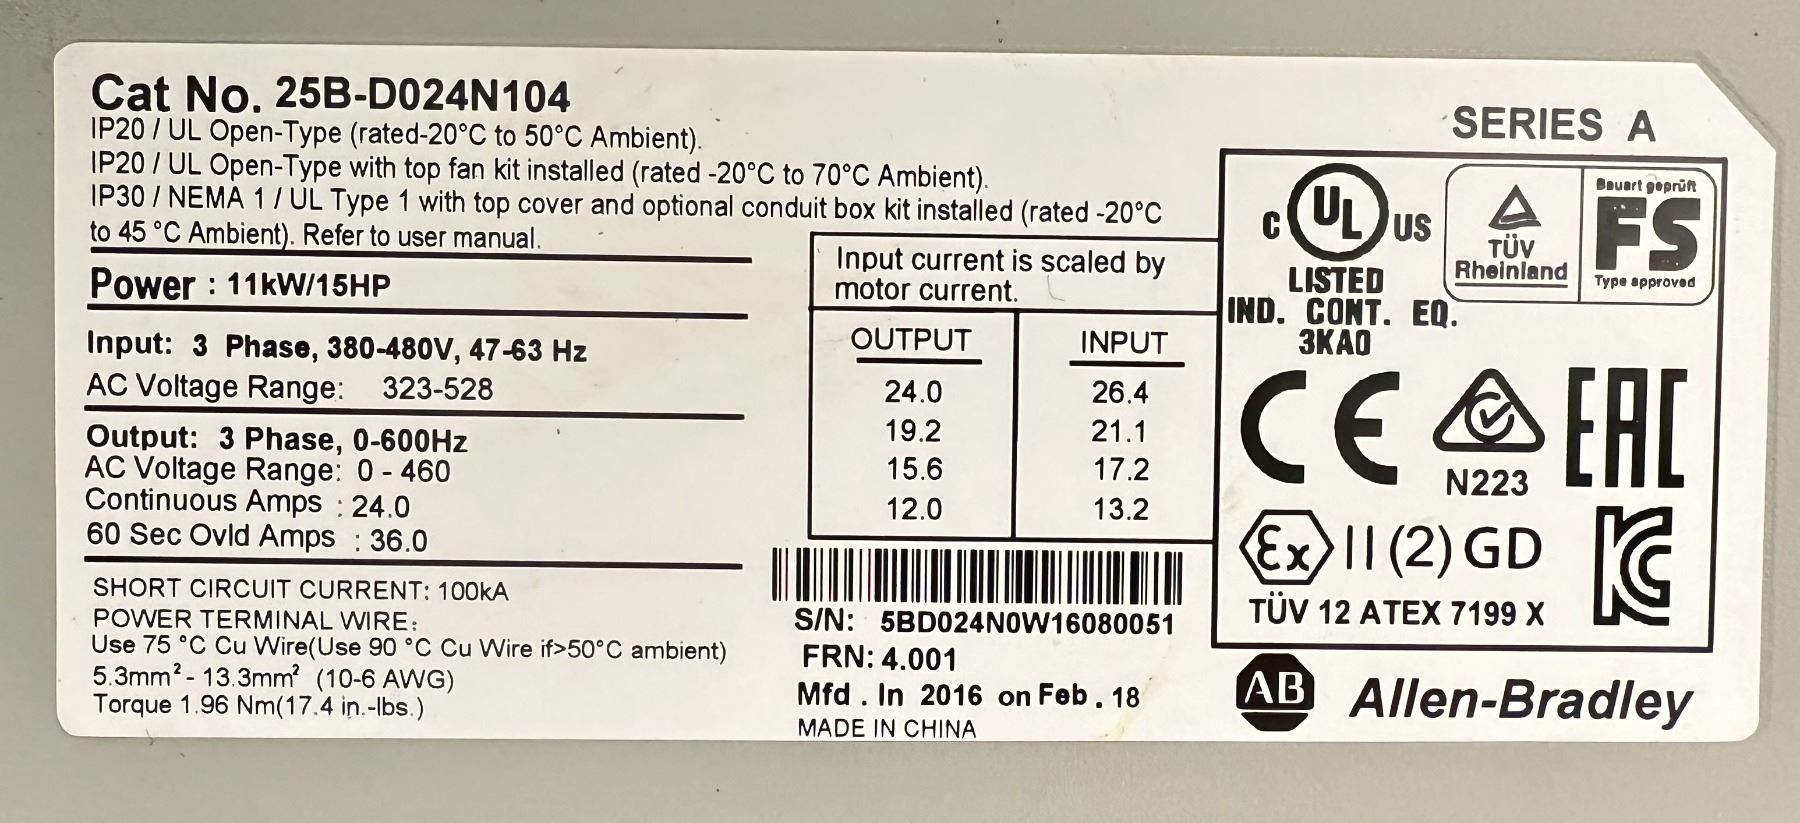 Cat No. 25B-D024N104
IP20 / UL Open-Type (rated-20°C to 50°C Ambient).
IP20 / UL Open-Type with top fan kit installed (rated -20°C to 70°C Ambient).
IP30 / NEMA 1 / UL Type 1 with top cover and optional conduit box kit installed (rated -20°C
to 45 °C Ambient). Refer to user manual.
Power : 11kW/15HP
Input: 3 Phase, 380-480V, 47-63 Hz
AC Voltage Range: 323-528
Output: 3 Phase, 0-600Hz
AC Voltage Range: 0 - 460
Continuous Amps : 24.0
60 Sec Ovld Amps : 36.0
SHORT CIRCUIT CURRENT: 100kA
POWER TERMINAL WIRE:
Use 75 °C Cu Wire(Use 90 °C Cu Wire if>50°C ambient)
5.3mm² - 13.3mm² (10-6 AWG)
Torque 1.96 Nm(17.4 in.-lbs.)
Input current is scaled by
motor current.
OUTPUT INPUT
24.0 26.4
19.2 21.1
15.6 17.2
12.0 13.2
S/N: 5BD024N0W16080051
FRN: 4.001
Mfd . In 2016 on Feb . 18
MADE IN CHINA
SERIES A
C UL US
LISTED
IND. CONT. EQ.
3KA0
TÜV
Rheinland
Bauart geprüft
FS
Type approved
CE
N223
EAC
Ex II (2) GD
KC
TÜV 12 ATEX 7199 X
AB Allen-Bradley